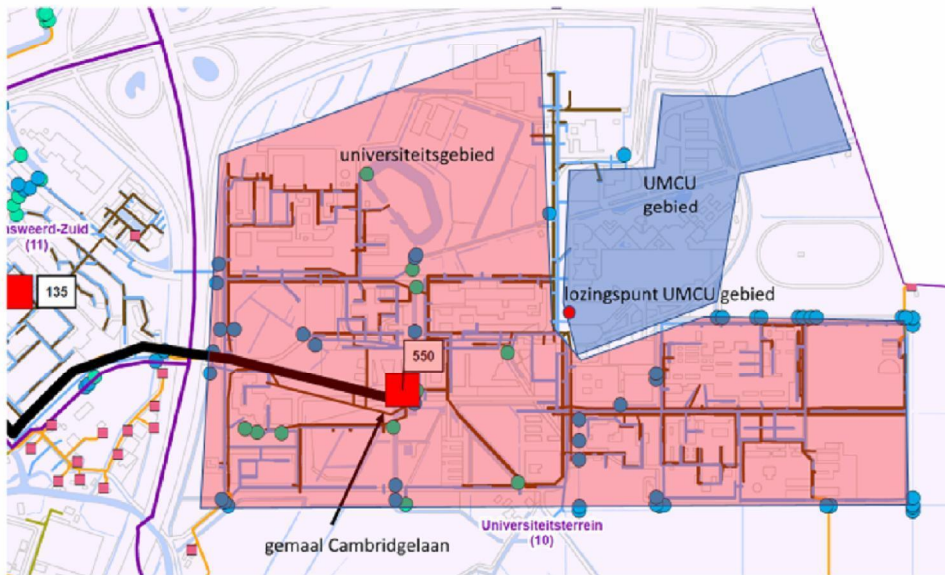 universiteitsgebied
UMCU
gebied
asweerd-Zuid
(11)
135
lozingspunt UMCU gebied
550
Universiteitsterrein
(10)
gemaal Cambridgelaan